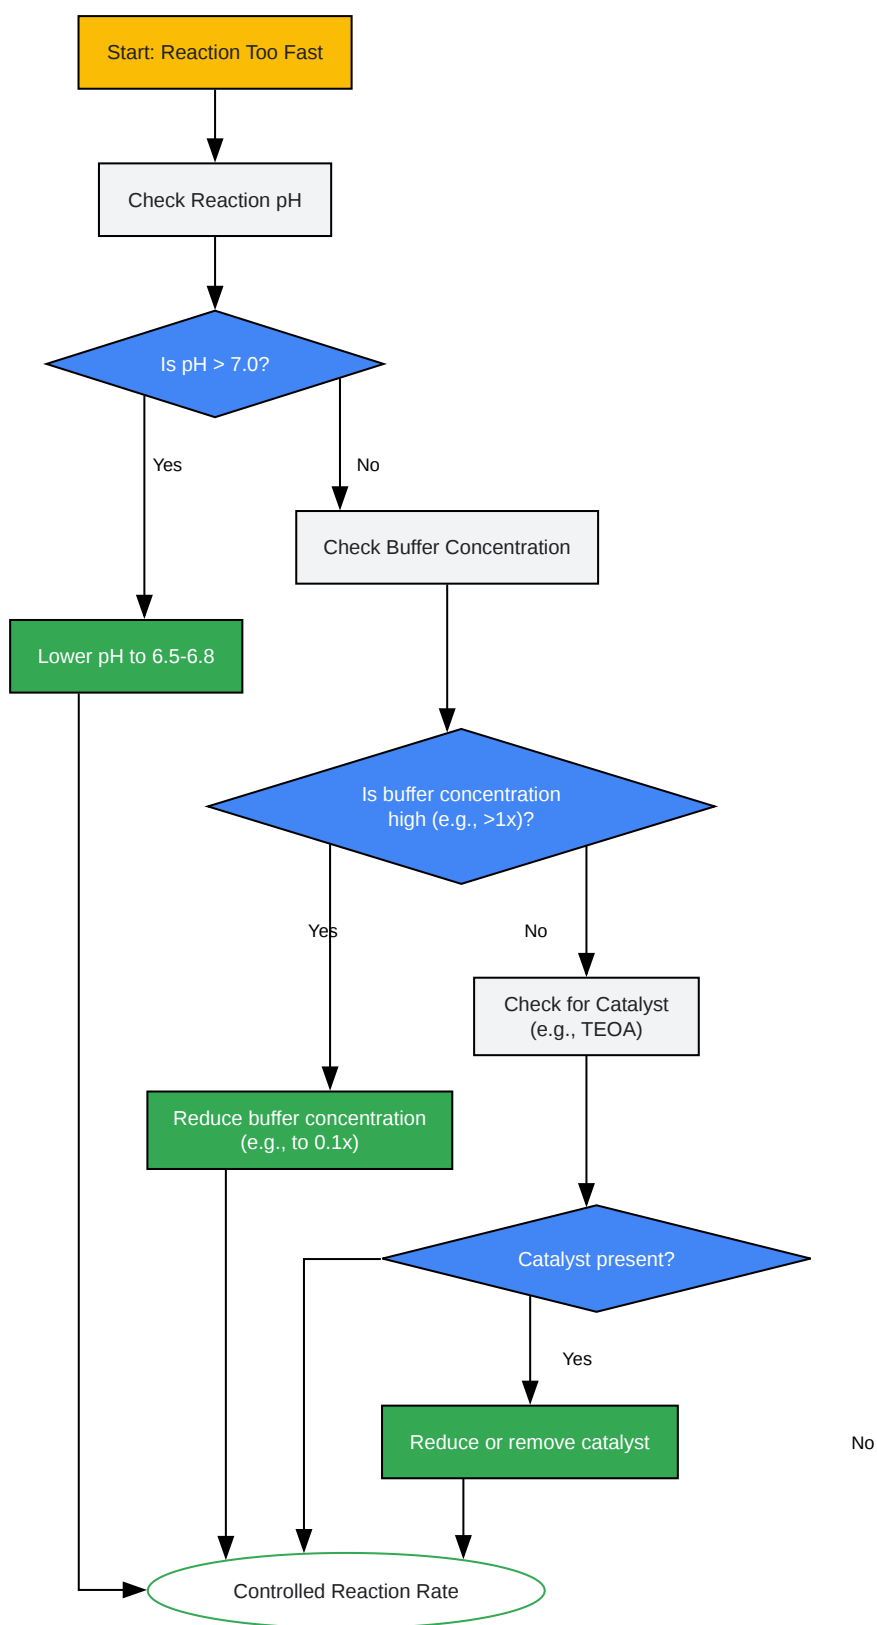 Start: Reaction Too Fast
Check Reaction pH
Is pH > 7.0?
Yes
No
Check Buffer Concentration
Lower pH to 6.5-6.8
Is buffer concentration
high (e.g., >1x)?
Yes
No
Check for Catalyst
(e.g., TEOA)
Reduce buffer concentration
(e.g., to 0.1x)
Catalyst present?
Yes
Reduce or remove catalyst
No
Controlled Reaction Rate